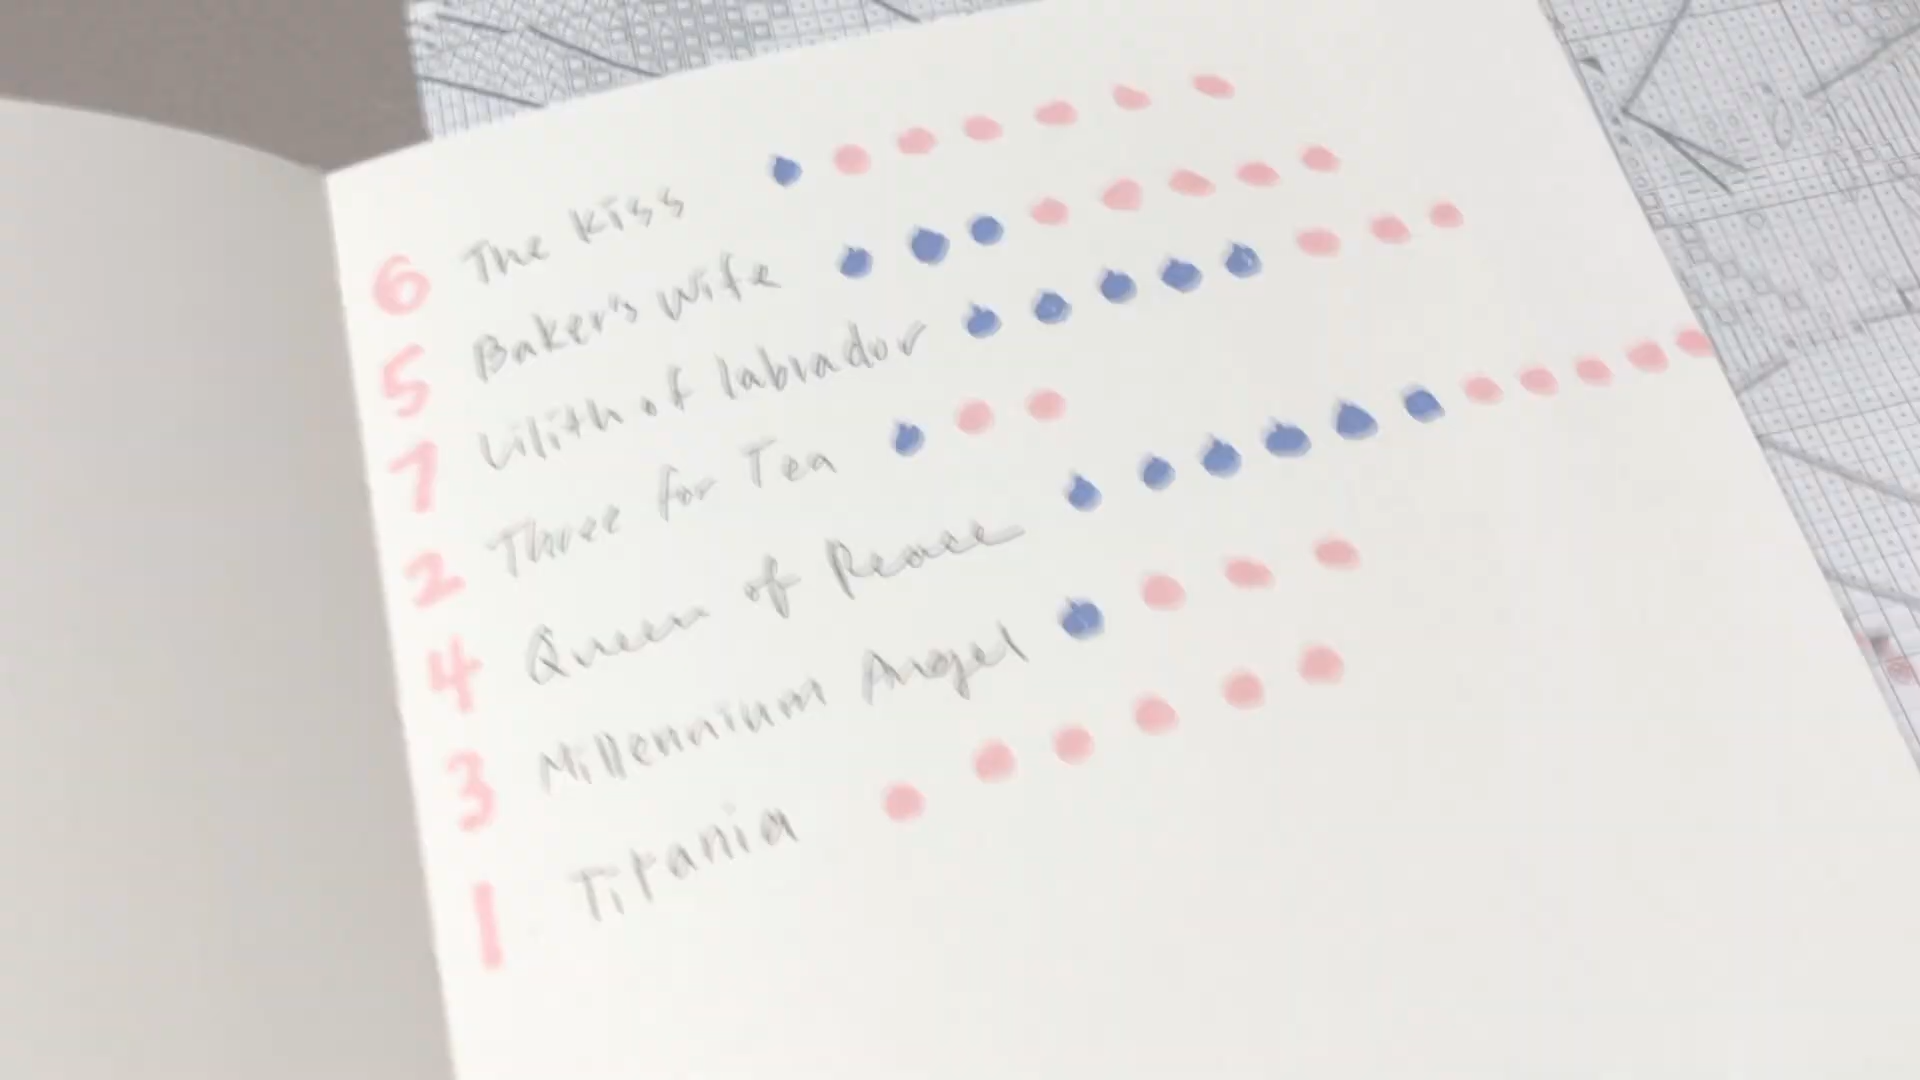 6 The Kiss
5 Baker's Wife
7 Lilith of Labrador
2 Three for Tea
4 Queen of Peace
3 Millennium Angel
1 Titania